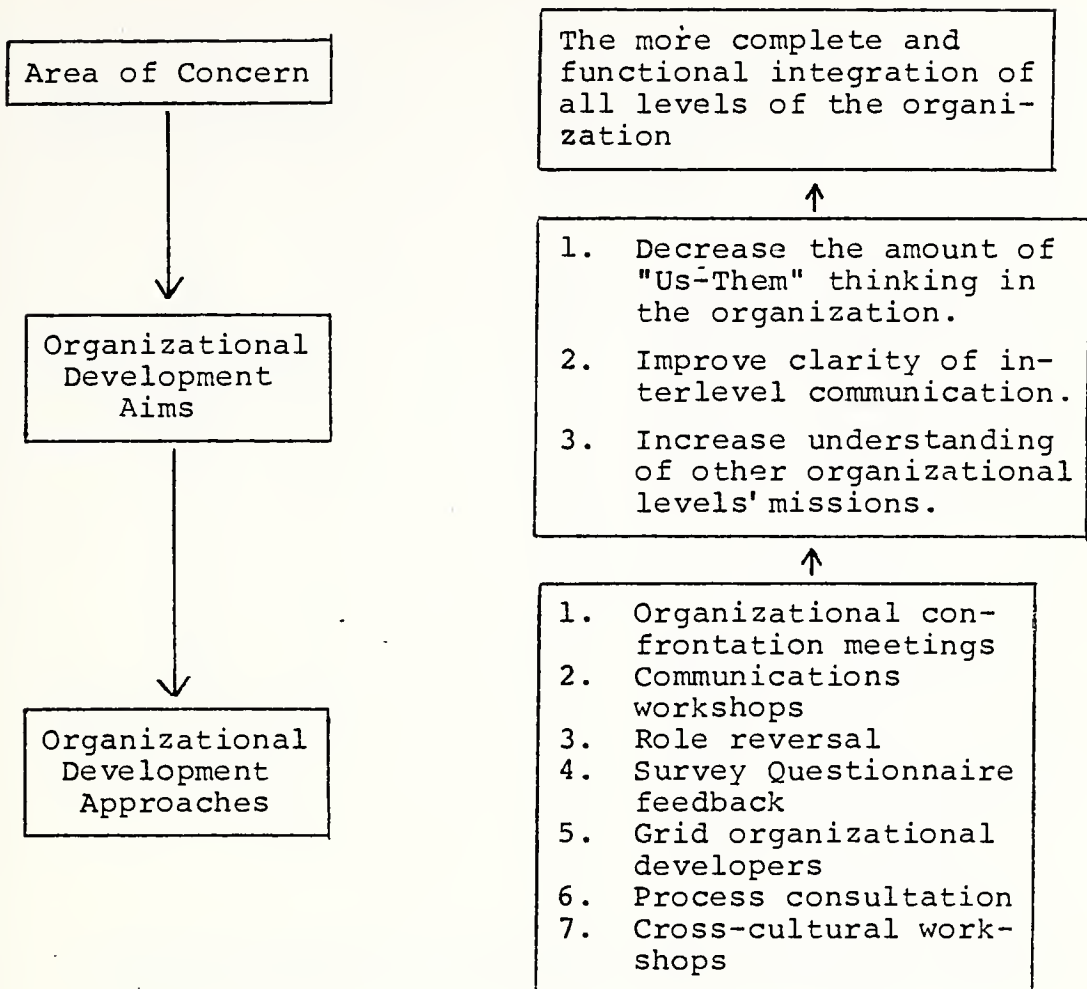 Area of Concern
Organizational
Development
Aims
Organizational
Development
Approaches
The more complete and
functional integration of
all levels of the organi-
zation
1. Decrease the amount of
"Us-Them" thinking in
the organization.
2. Improve clarity of in-
terlevel communication.
3. Increase understanding
of other organizational
levels' missions.
1. Organizational con-
frontation meetings
2. Communications
workshops
3. Role reversal
4. Survey Questionnaire
feedback
5. Grid organizational
developers
6. Process consultation
7. Cross-cultural work-
shops